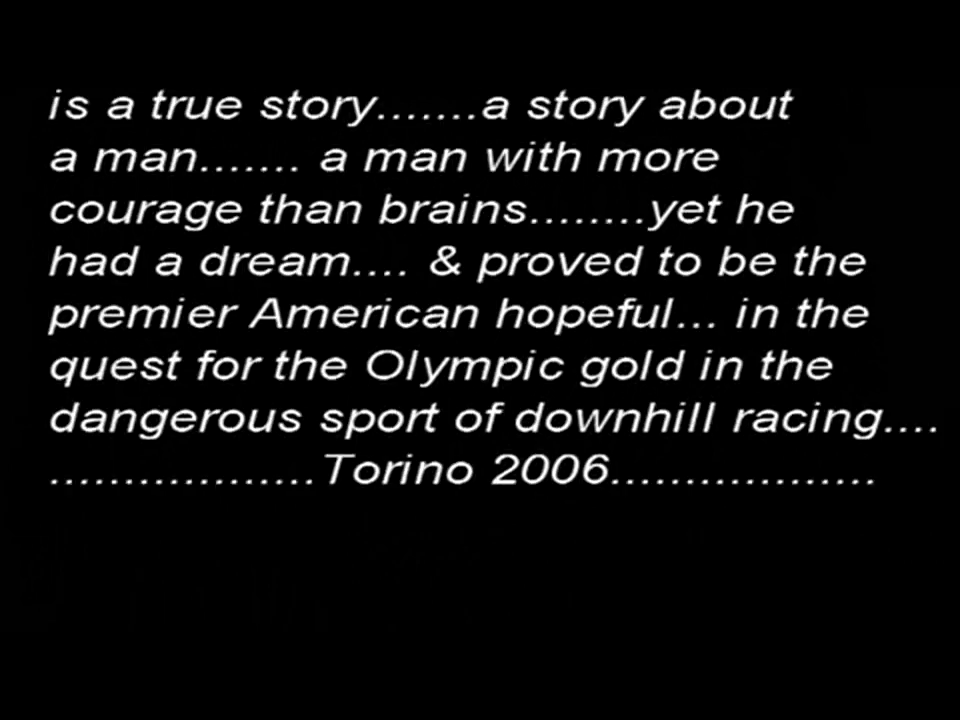 is a true story.......a story about
a man....... a man with more
courage than brains........yet he
had a dream.... & proved to be the
premier American hopeful... in the
quest for the Olympic gold in the
dangerous sport of downhill racing....
..................Torino 2006..................